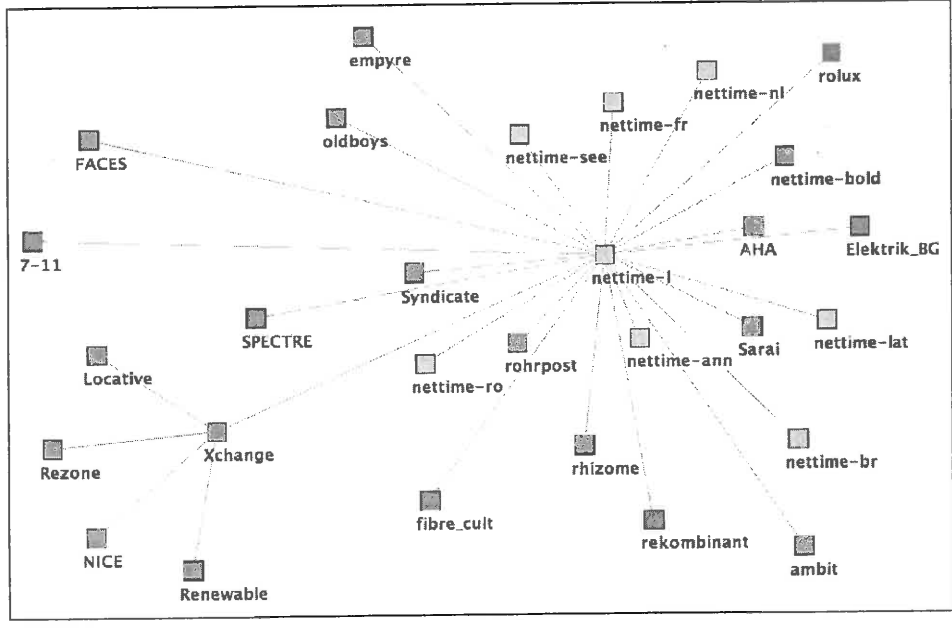 empyre
rolux
nettime-nl
nettime-fr
oldboys
nettime-see
FACES
nettime-bold
7-11
AHA
Elektrik_BG
nettime-l
Syndicate
SPECTRE
Sarai
nettime-lat
nettime-ann
rohrpost
Locative
nettime-ro
Xchange
nettime-br
Rezone
rhizome
fibre_cult
rekombinant
NICE
ambit
Renewable